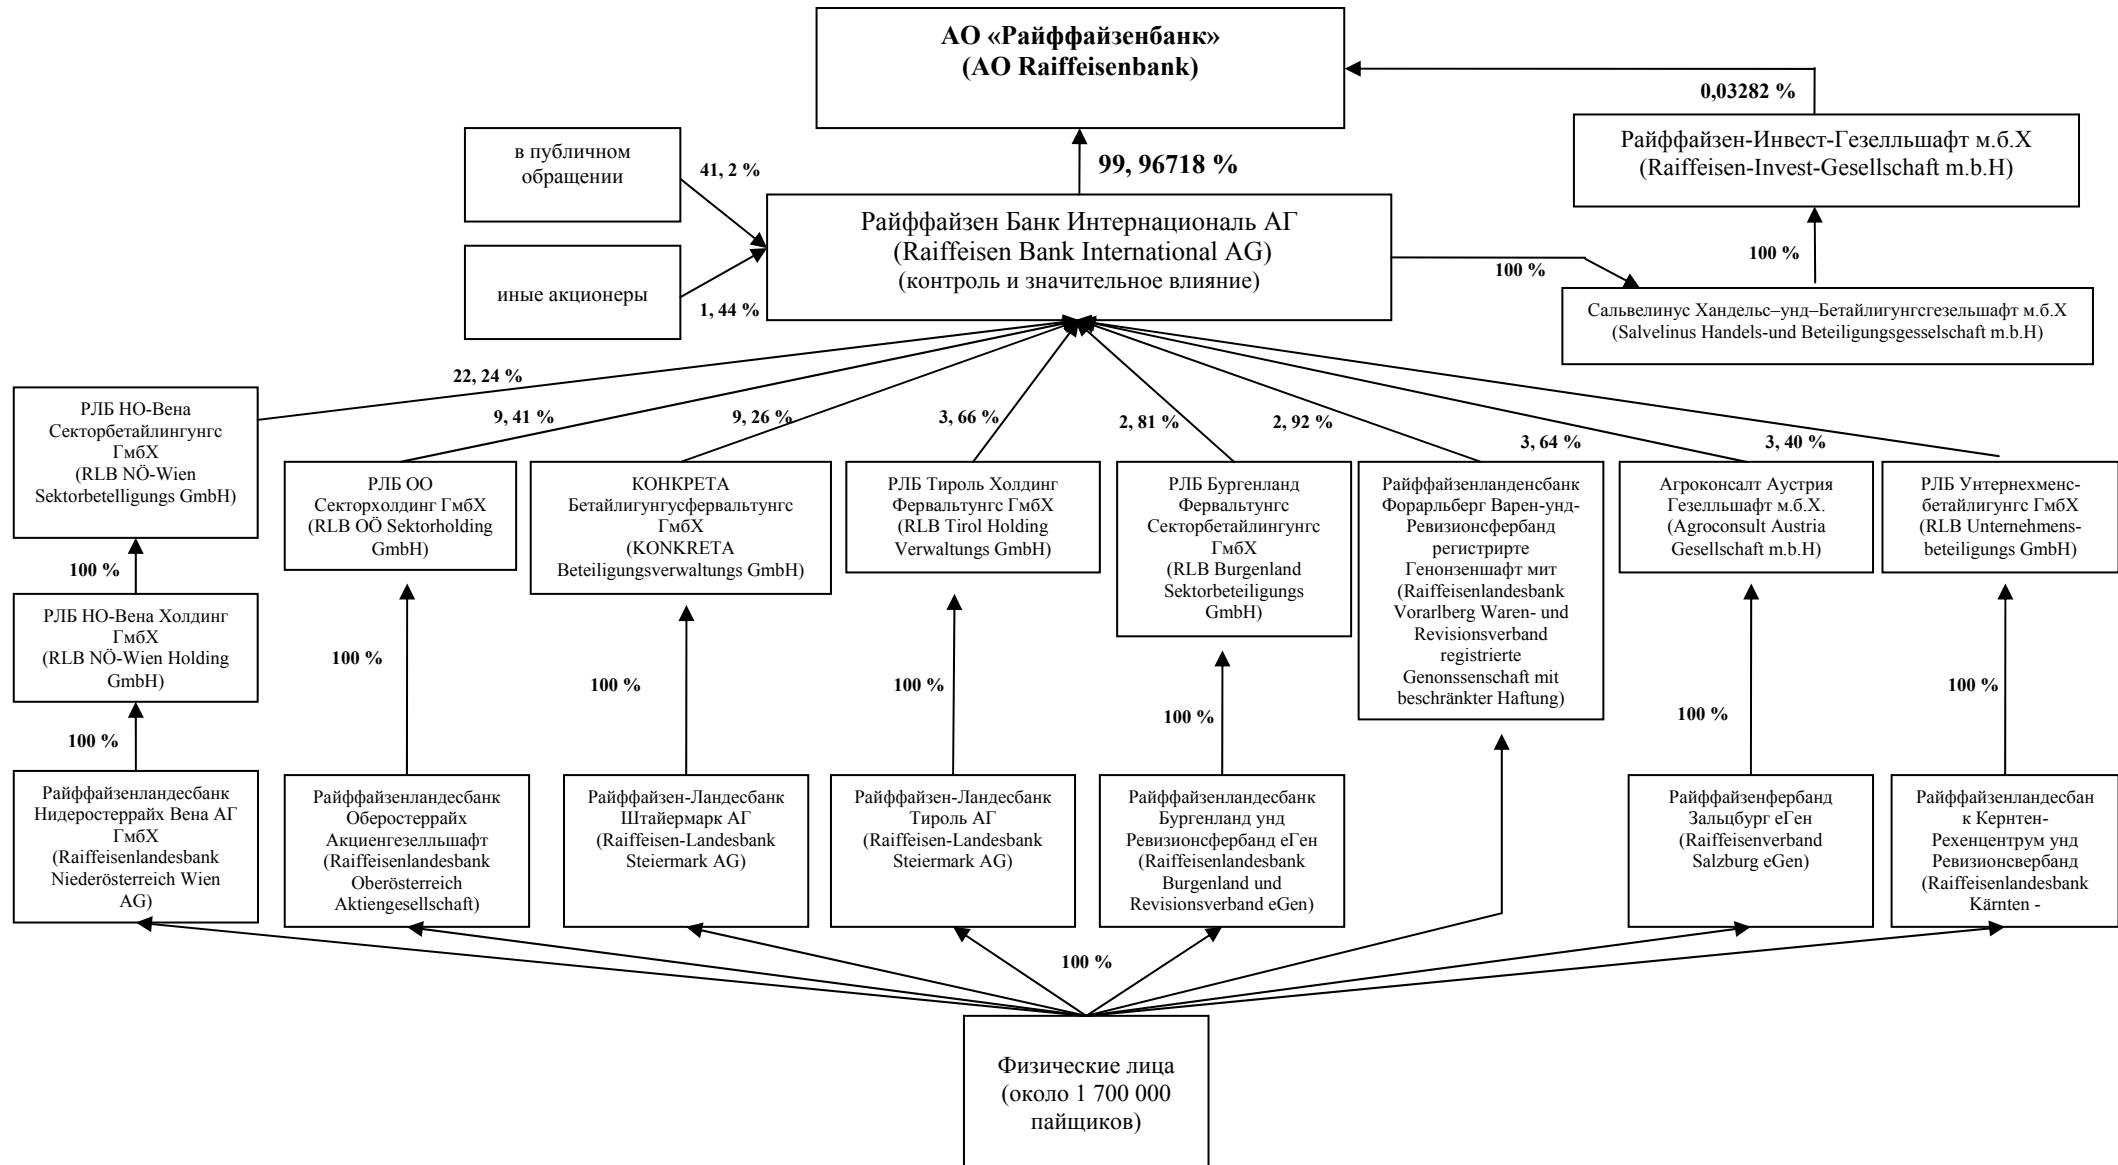 АО «Райффайзенбанк»
(АО Raiffeisenbank)
0,03282 %
в публичном
обращении
41, 2 %
99, 96718 %
Райффайзен-Инвест-Гезелльшафт м.б.Х
(Raiffeisen-Invest-Gesellschaft m.b.H)
Райффайзен Банк Интернациональ АГ
(Raiffeisen Bank International AG)
(контроль и значительное влияние)
иные акционеры
1, 44 %
100 %
100 %
Сальвелинус Хандельс–унд–Бетайлигунгсгезельшафт м.б.Х
(Salvelinus Handels-und Beteiligungsgesselschaft m.b.H)
22, 24 %
9, 41 %
9, 26 %
3, 66 %
2, 81 %
2, 92 %
3, 64 %
3, 40 %
РЛБ НО-Вена
Секторбетайлингунгс
ГмбХ
(RLB NÖ-Wien
Sektorbetelligungs GmbH)
РЛБ ОО
Секторхолдинг ГмбХ
(RLB OÖ Sektorholding
GmbH)
КОНКРЕТА
Бетайлигунгусфервальтунгс
ГмбХ
(KONKRETA
Beteiligungsverwaltungs GmbH)
РЛБ Тироль Холдинг
Фервальтунгс ГмбХ
(RLB Tirol Holding
Verwaltungs GmbH)
РЛБ Бургенланд
Фервальтунгс
Секторбетайлингунгс
ГмбХ
(RLB Burgenland
Sektorbeteiligungs
GmbH)
Райффайзенланденсбанк
Форарльберг Варен-унд-
Ревизионсфербанд
регистрирте
Генонзеншафт мит
(Raiffeisenlandesbank
Vorarlberg Waren- und
Revisionsverband
registrierte
Genonssenschaft mit
beschränkter Haftung)
Агроконсалт Аустрия
Гезелльшафт м.б.Х.
(Agroconsult Austria
Gesellschaft m.b.H)
РЛБ Унтернехменс-
бетайлигунгс ГмбХ
(RLB Unternehmens-
beteiligungs GmbH)
100 %
РЛБ НО-Вена Холдинг
ГмбХ
(RLB NÖ-Wien Holding
GmbH)
100 %
100 %
100 %
100 %
100 %
100 %
100 %
100 %
Райффайзенландесбанк
Нидеростеррайх Вена АГ
ГмбХ
(Raiffeisenlandesbank
Niederösterreich Wien
AG)
Райффайзенландесбанк
Оберостеррайх
Акциенгезелльшафт
(Raiffeisenlandesbank
Oberösterreich
Aktiengesellschaft)
Райффайзен-Ландесбанк
Штайермарк АГ
(Raiffeisen-Landesbank
Steiermark AG)
Райффайзен-Ландесбанк
Тироль АГ
(Raiffeisen-Landesbank
Steiermark AG)
Райффайзенландесбанк
Бургенланд унд
Ревизионсфербанд еГен
(Raiffeisenlandesbank
Burgenland und
Revisionsverband eGen)
Райффайзенфербанд
Зальцбург еГен
(Raiffeisenverband
Salzburg eGen)
Райффайзенландесбан
к Кернтен-
Рехенцентрум унд
Ревизионсвербанд
(Raiffeisenlandesbank
Kärnten -
100 %
Физические лица
(около 1 700 000
пайщиков)